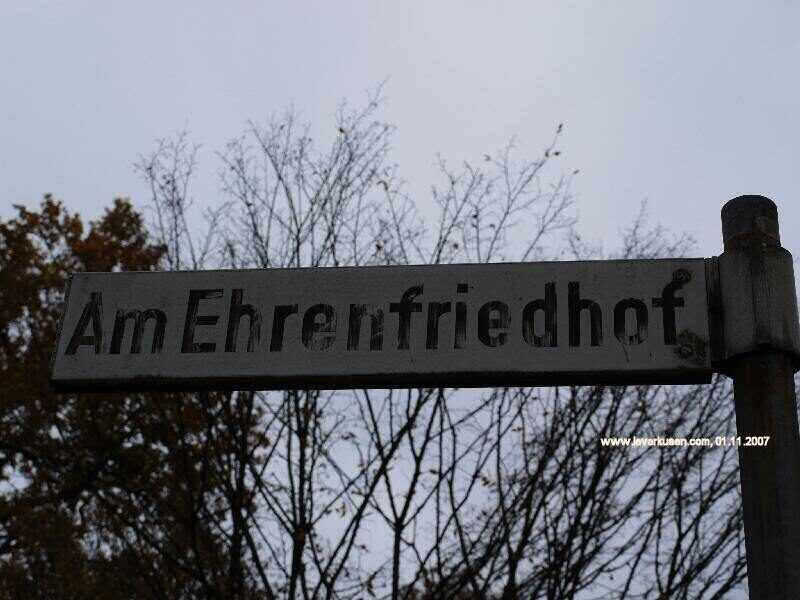 Am Ehrenfriedhof
www.leverkusen.com, 01.11.2007